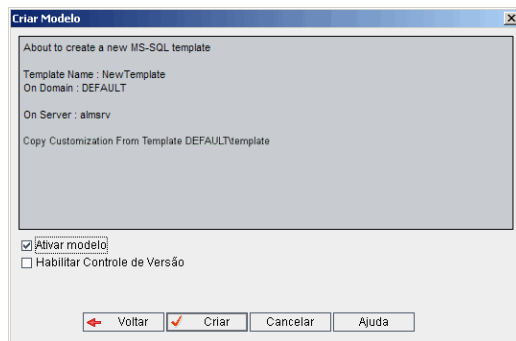 Criar Modelo
About to create a new MS-SQL template
Template Name : NewTemplate
On Domain : DEFAULT
On Server : almsrv
Copy Customization From Template DEFAULT\template
Ativar modelo
Habilitar Controle de Versão
Voltar Criar Cancelar Ajuda